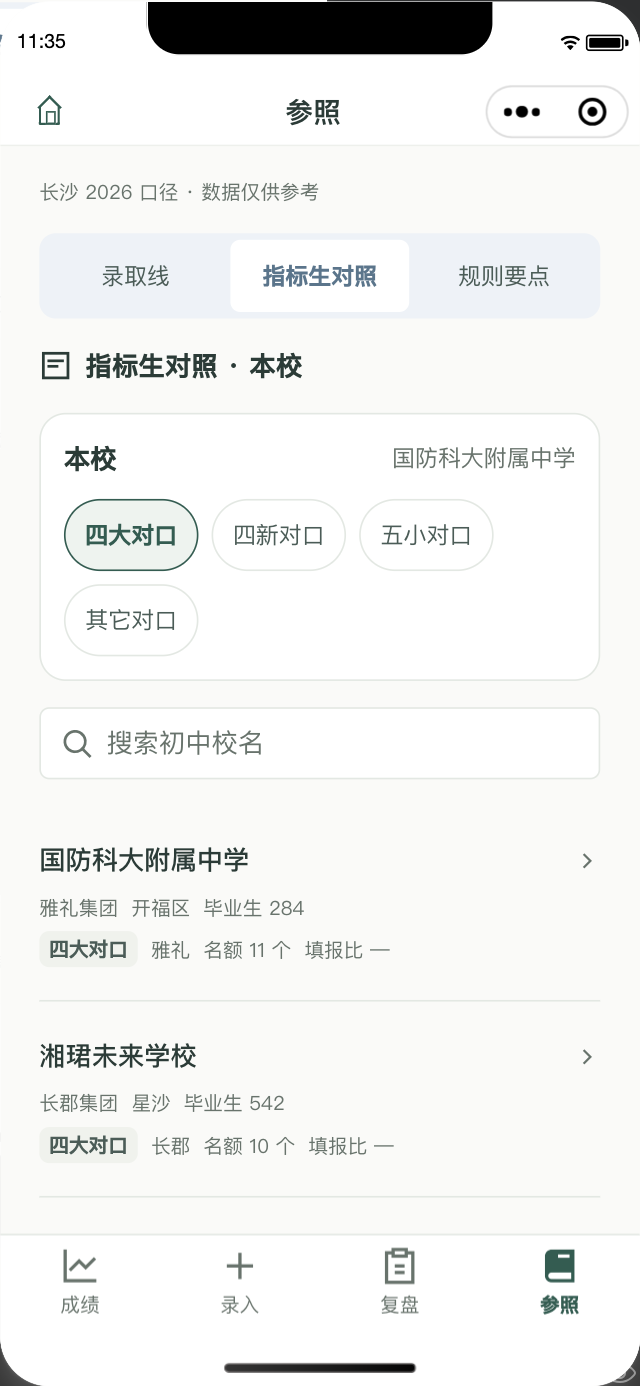 11:35
参照
长沙 2026 口径 · 数据仅供参考
录取线 指标生对照 规则要点
指标生对照 · 本校
本校 国防科大附属中学
四大对口 四新对口 五小对口
其它对口
搜索初中校名
国防科大附属中学
雅礼集团 开福区 毕业生 284
四大对口 雅礼 名额 11 个 填报比 —
湘珺未来学校
长郡集团 星沙 毕业生 542
四大对口 长郡 名额 10 个 填报比 —
成绩 录入 复盘 参照